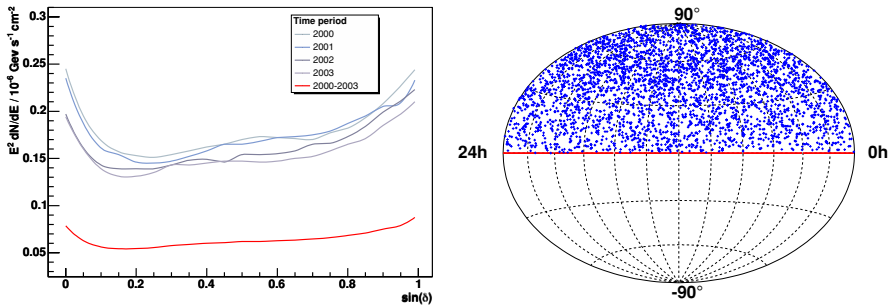 E² dN/dE / 10⁻⁶ Gev s⁻¹ cm⁻²
0.3
0.25
0.2
0.15
0.1
0.05
Time period
2000
2001
2002
2003
2000-2003
0 0.2 0.4 0.6 0.8 1
sin(δ)
90°
24h
0h
-90°